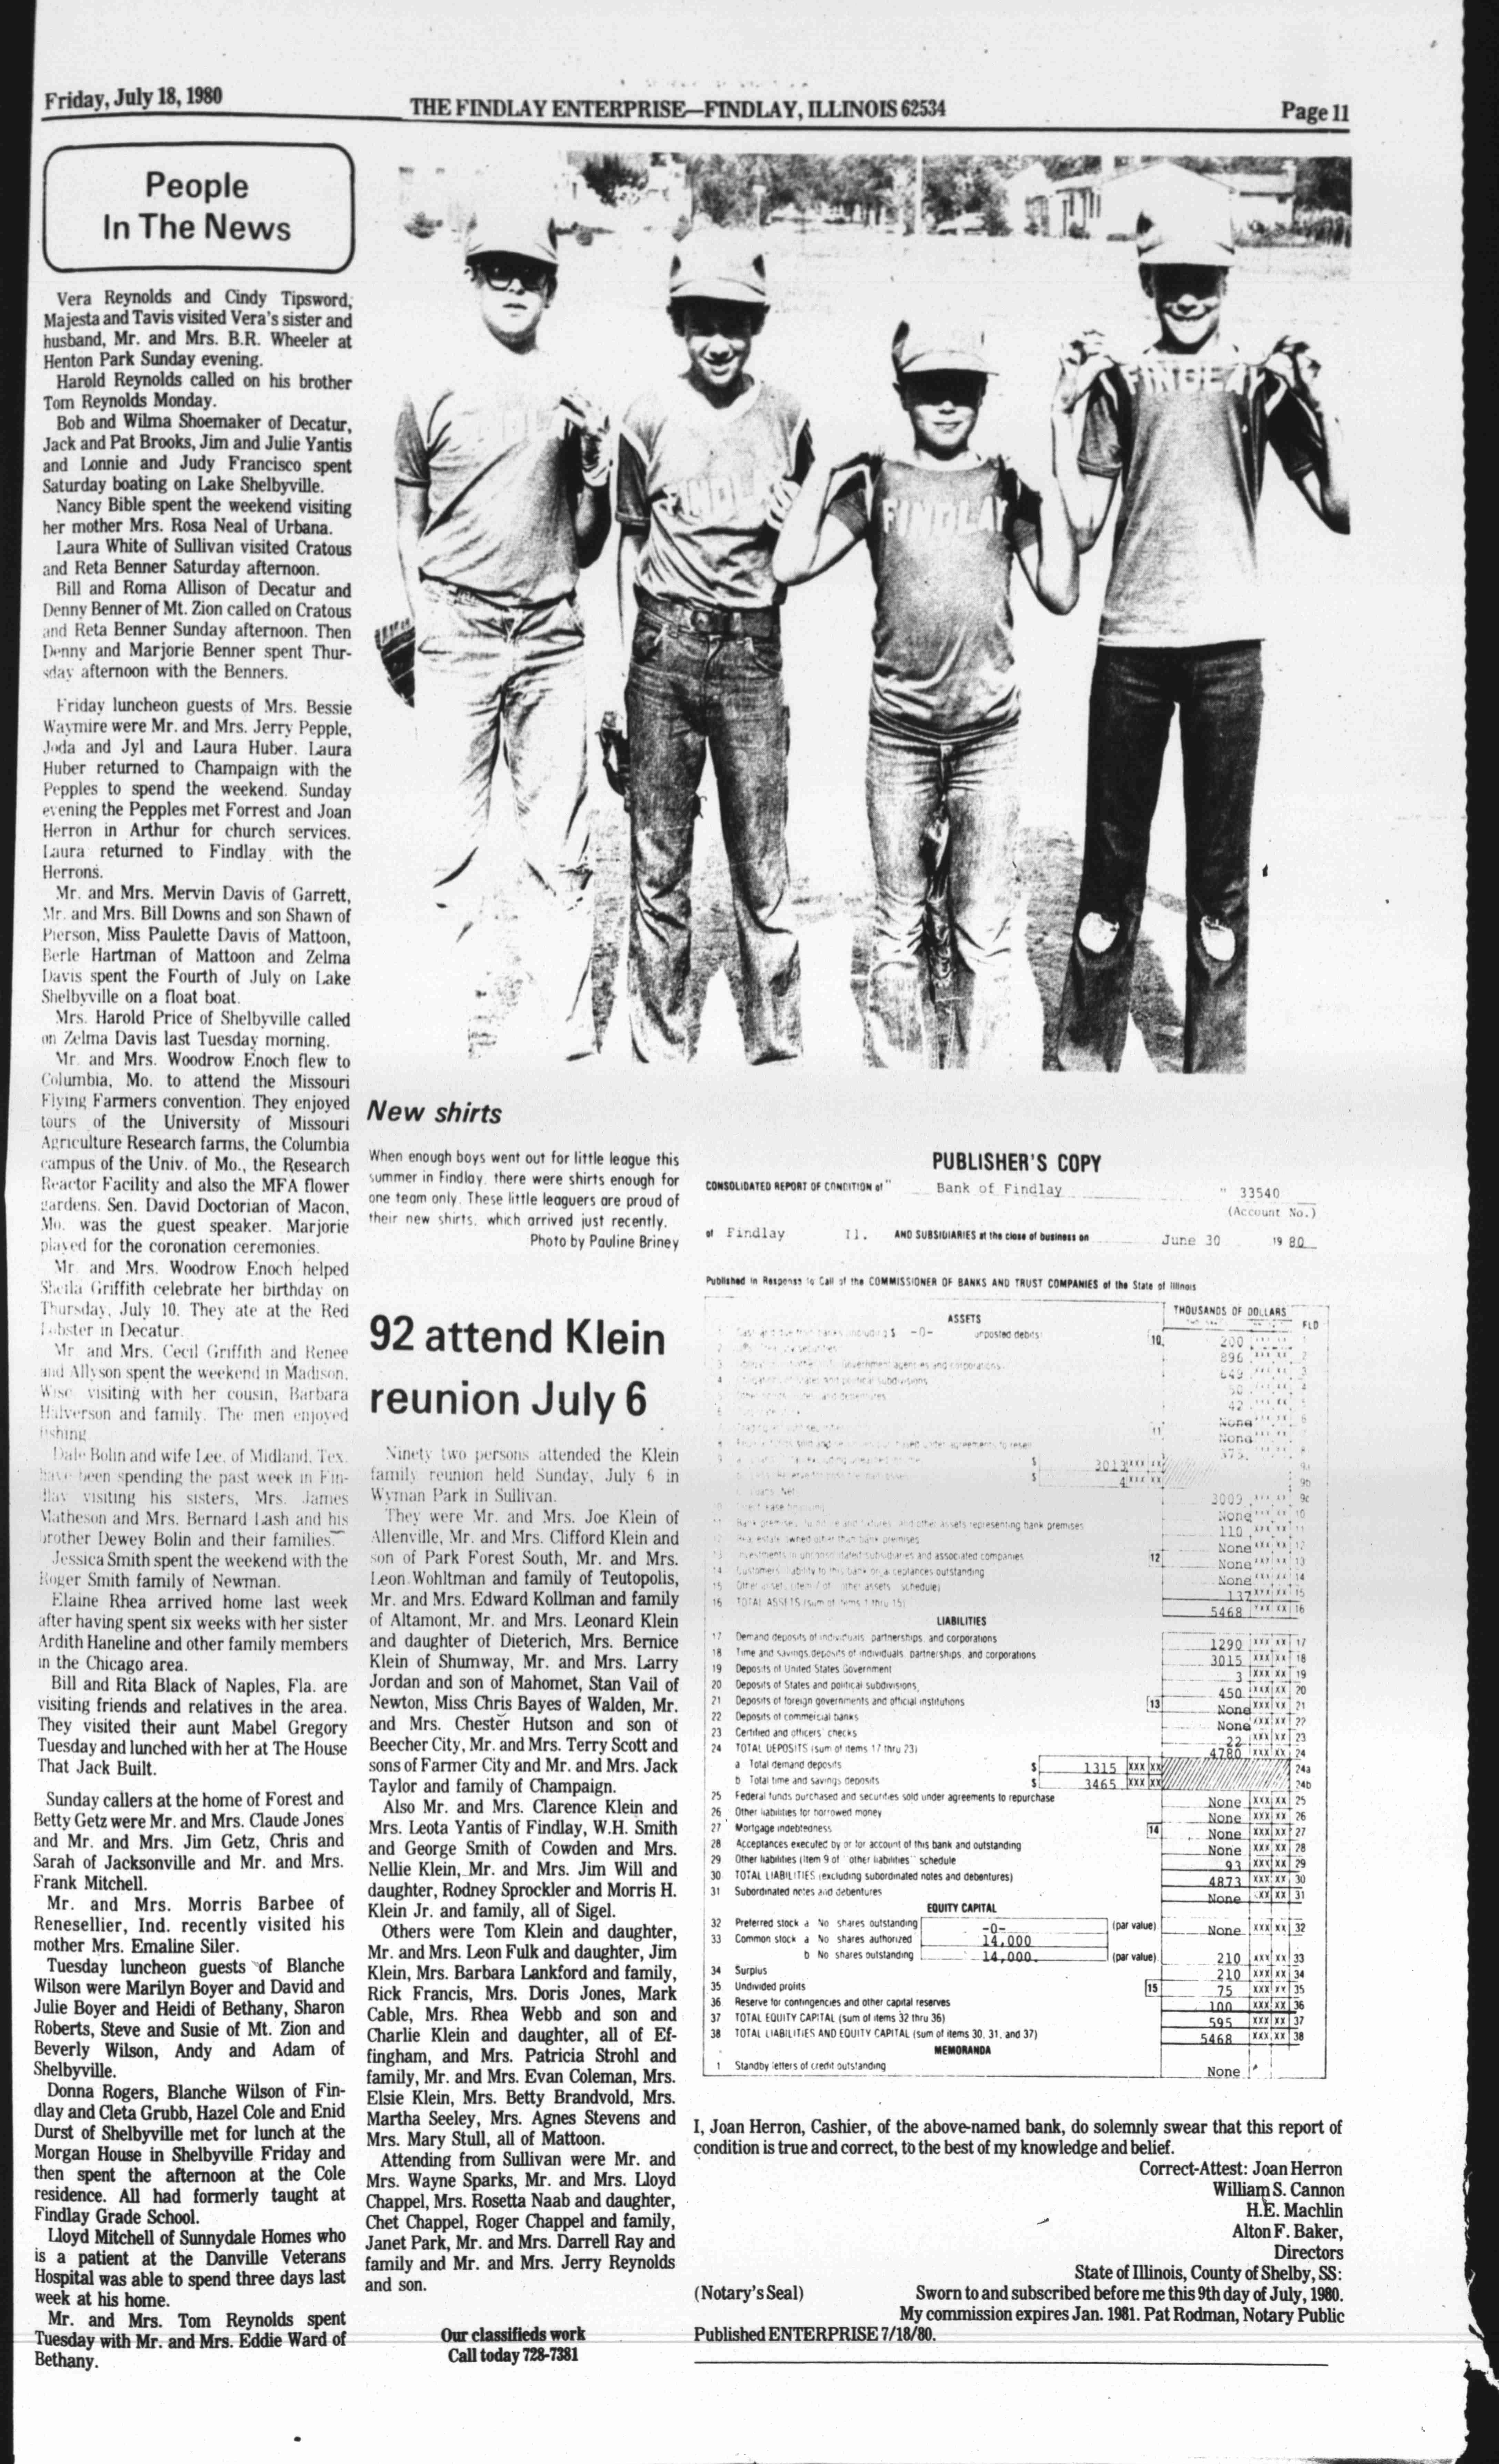 Friday, July 18, 1980
THE FINDLAY ENTERPRISE—FINDLAY, ILLINOIS 62534
Page 11
People
In The News
Vera Reynolds and Cindy Tipsword,
Majesta and Tavis visited Vera's sister and
husband, Mr. and Mrs. B.R. Wheeler at
Henton Park Sunday evening.
Harold Reynolds called on his brother
Tom Reynolds Monday.
Bob and Wilma Shoemaker of Decatur,
Jack and Pat Brooks, Jim and Julie Yantis
and Lonnie and Judy Francisco spent
Saturday boating on Lake Shelbyville.
Nancy Bible spent the weekend visiting
her mother Mrs. Rosa Neal of Urbana.
Laura White of Sullivan visited Cratous
and Reta Benner Saturday afternoon.
Bill and Roma Allison of Decatur and
Denny Benner of Mt. Zion called on Cratous
and Reta Benner Sunday afternoon. Then
Denny and Marjorie Benner spent Thur-
sday afternoon with the Benners.
Friday luncheon guests of Mrs. Bessie
Waymire were Mr. and Mrs. Jerry Pepple,
Joda and Jyl and Laura Huber. Laura
Huber returned to Champaign with the
Pepples to spend the weekend. Sunday
evening the Pepples met Forrest and Joan
Herron in Arthur for church services.
Laura returned to Findlay with the
Herrons.
Mr. and Mrs. Mervin Davis of Garrett,
Mr. and Mrs. Bill Downs and son Shawn of
Pierson, Miss Paulette Davis of Mattoon,
Berle Hartman of Mattoon and Zelma
Davis spent the Fourth of July on Lake
Shelbyville on a float boat.
Mrs. Harold Price of Shelbyville called
on Zelma Davis last Tuesday morning.
Mr. and Mrs. Woodrow Enoch flew to
Columbia, Mo. to attend the Missouri
Flying Farmers convention. They enjoyed
tours of the University of Missouri
Agriculture Research farms, the Columbia
campus of the Univ. of Mo., the Research
Reactor Facility and also the MFA flower
gardens. Sen. David Doctorian of Macon,
Mo. was the guest speaker. Marjorie
played for the coronation ceremonies.
Mr. and Mrs. Woodrow Enoch helped
Sheila Griffith celebrate her birthday on
Thursday, July 10. They ate at the Red
Lobster in Decatur.
Mr. and Mrs. Cecil Griffith and Renee
and Allyson spent the weekend in Madison,
Wisc. visiting with her cousin, Barbara
Halverson and family. The men enjoyed
fishing
Dale Bolin and wife Lee, of Midland, Tex.
have been spending the past week in Fin-
dlay visiting his sisters, Mrs. James
Matheson and Mrs. Bernard Lash and his
brother Dewey Bolin and their families.
Jessica Smith spent the weekend with the
Roger Smith family of Newman.
Elaine Rhea arrived home last week
after having spent six weeks with her sister
Ardith Haneline and other family members
in the Chicago area.
Bill and Rita Black of Naples, Fla. are
visiting friends and relatives in the area.
They visited their aunt Mabel Gregory
Tuesday and lunched with her at The House
That Jack Built.
Sunday callers at the home of Forest and
Betty Getz were Mr. and Mrs. Claude Jones
and Mr. and Mrs. Jim Getz, Chris and
Sarah of Jacksonville and Mr. and Mrs.
Frank Mitchell.
Mr. and Mrs. Morris Barbee of
Renesellier, Ind. recently visited his
mother Mrs. Emaline Siler.
Tuesday luncheon guests of Blanche
Wilson were Marilyn Boyer and David and
Julie Boyer and Heidi of Bethany, Sharon
Roberts, Steve and Susie of Mt. Zion and
Beverly Wilson, Andy and Adam of
Shelbyville.
Donna Rogers, Blanche Wilson of Fin-
dlay and Cleta Grubb, Hazel Cole and Enid
Durst of Shelbyville met for lunch at the
Morgan House in Shelbyville Friday and
then spent the afternoon at the Cole
residence. All had formerly taught at
Findlay Grade School.
Lloyd Mitchell of Sunnydale Homes who
is a patient at the Danville Veterans
Hospital was able to spend three days last
week at his home.
Mr. and Mrs. Tom Reynolds spent
Tuesday with Mr. and Mrs. Eddie Ward of
Bethany.
FINDLAY
New shirts
When enough boys went out for little league this
summer in Findlay, there were shirts enough for
one team only. These little leaguers are proud of
their new shirts, which arrived just recently.
Photo by Pauline Briney
92 attend Klein
reunion July 6
Ninety two persons attended the Klein
family reunion held Sunday, July 6 in
Wyman Park in Sullivan.
They were Mr. and Mrs. Joe Klein of
Allenville, Mr. and Mrs. Clifford Klein and
son of Park Forest South, Mr. and Mrs.
Leon Wohltman and family of Teutopolis,
Mr. and Mrs. Edward Kollman and family
of Altamont, Mr. and Mrs. Leonard Klein
and daughter of Dieterich, Mrs. Bernice
Klein of Shumway, Mr. and Mrs. Larry
Jordan and son of Mahomet, Stan Vail of
Newton, Miss Chris Bayes of Walden, Mr.
and Mrs. Chester Hutson and son of
Beecher City, Mr. and Mrs. Terry Scott and
sons of Farmer City and Mr. and Mrs. Jack
Taylor and family of Champaign.
Also Mr. and Mrs. Clarence Klein and
Mrs. Leota Yantis of Findlay, W.H. Smith
and George Smith of Cowden and Mrs.
Nellie Klein, Mr. and Mrs. Jim Will and
daughter, Rodney Sprockler and Morris H.
Klein Jr. and family, all of Sigel.
Others were Tom Klein and daughter,
Mr. and Mrs. Leon Fulk and daughter, Jim
Klein, Mrs. Barbara Lankford and family,
Rick Francis, Mrs. Doris Jones, Mark
Cable, Mrs. Rhea Webb and son and
Charlie Klein and daughter, all of Ef-
fingham, and Mrs. Patricia Strohl and
family, Mr. and Mrs. Evan Coleman, Mrs.
Elsie Klein, Mrs. Betty Brandvold, Mrs.
Martha Seeley, Mrs. Agnes Stevens and
Mrs. Mary Stull, all of Mattoon.
Attending from Sullivan were Mr. and
Mrs. Wayne Sparks, Mr. and Mrs. Lloyd
Chappel, Mrs. Rosetta Naab and daughter,
Chet Chappel, Roger Chappel and family,
Janet Park, Mr. and Mrs. Darrell Ray and
family and Mr. and Mrs. Jerry Reynolds
and son.
Our classifieds work
Call today 728-7381
PUBLISHER'S COPY
CONSOLIDATED REPORT OF CONDITION of " Bank of Findlay " 33540
(Account No.)
of Findlay Il. AND SUBSIDIARIES at the close of business on June 30 19 80
Published in Response to Call of the COMMISSIONER OF BANKS AND TRUST COMPANIES of the State of Illinois
ASSETS THOUSANDS OF DOLLARS FLD
-0- unposted debits) 10 200
896
649
50
42
None
11 None
375
$ 3013 XXX XX
$ 4 XXX XX
3009
None
Bank premises, furniture and fixtures, and other assets representing bank premises 110
Real estate owned other than bank premises None
Investments in unconsolidated subsidiaries and associated companies 12 None 13
14 Customers liability to this bank on acceptances outstanding None 14
15 Other assets (item 7 of other assets schedule) 137 15
16 TOTAL ASSETS (sum of items 1 thru 15) 5468 16
LIABILITIES
17 Demand deposits of individuals, partnerships, and corporations 1290 XXX XX 17
18 Time and savings deposits of individuals, partnerships, and corporations 3015 XXX XX 18
19 Deposits of United States Government 3 XXX XX 19
20 Deposits of States and political subdivisions 450 XXX XX 20
21 Deposits of foreign governments and official institutions 13 None XXX XX 21
22 Deposits of commercial banks None XXX XX 22
23 Certified and officers' checks 22 XXX XX 23
24 TOTAL DEPOSITS (sum of items 17 thru 23) 4780 XXX XX 24
a Total demand deposits $ 1315 XXX XX 24a
b Total time and savings deposits $ 3465 XXX XX 24b
25 Federal funds purchased and securities sold under agreements to repurchase None XXX XX 25
26 Other liabilities for borrowed money None XXX XX 26
27 Mortgage indebtedness 14 None XXX XX 27
28 Acceptances executed by or for account of this bank and outstanding None XXX XX 28
29 Other liabilities (Item 9 of "other liabilities" schedule 93 XXX XX 29
30 TOTAL LIABILITIES (excluding subordinated notes and debentures) 4873 XXX XX 30
31 Subordinated notes and debentures None XXX XX 31
EQUITY CAPITAL
32 Preferred stock a No shares outstanding -0- (par value) None XXX XX 32
33 Common stock a No shares authorized 14,000
b No shares outstanding 14,000 (par value) 210 XXX XX 33
34 Surplus 210 XXX XX 34
35 Undivided profits 15 75 XXX XX 35
36 Reserve for contingencies and other capital reserves 100 XXX XX 36
37 TOTAL EQUITY CAPITAL (sum of items 32 thru 36) 595 XXX XX 37
38 TOTAL LIABILITIES AND EQUITY CAPITAL (sum of items 30, 31, and 37) 5468 XXX XX 38
MEMORANDA
1 Standby letters of credit outstanding None
I, Joan Herron, Cashier, of the above-named bank, do solemnly swear that this report of
condition is true and correct, to the best of my knowledge and belief.
Correct-Attest: Joan Herron
William S. Cannon
H.E. Machlin
Alton F. Baker,
Directors
State of Illinois, County of Shelby, SS:
(Notary's Seal) Sworn to and subscribed before me this 9th day of July, 1980.
My commission expires Jan. 1981. Pat Rodman, Notary Public
Published ENTERPRISE 7/18/80.